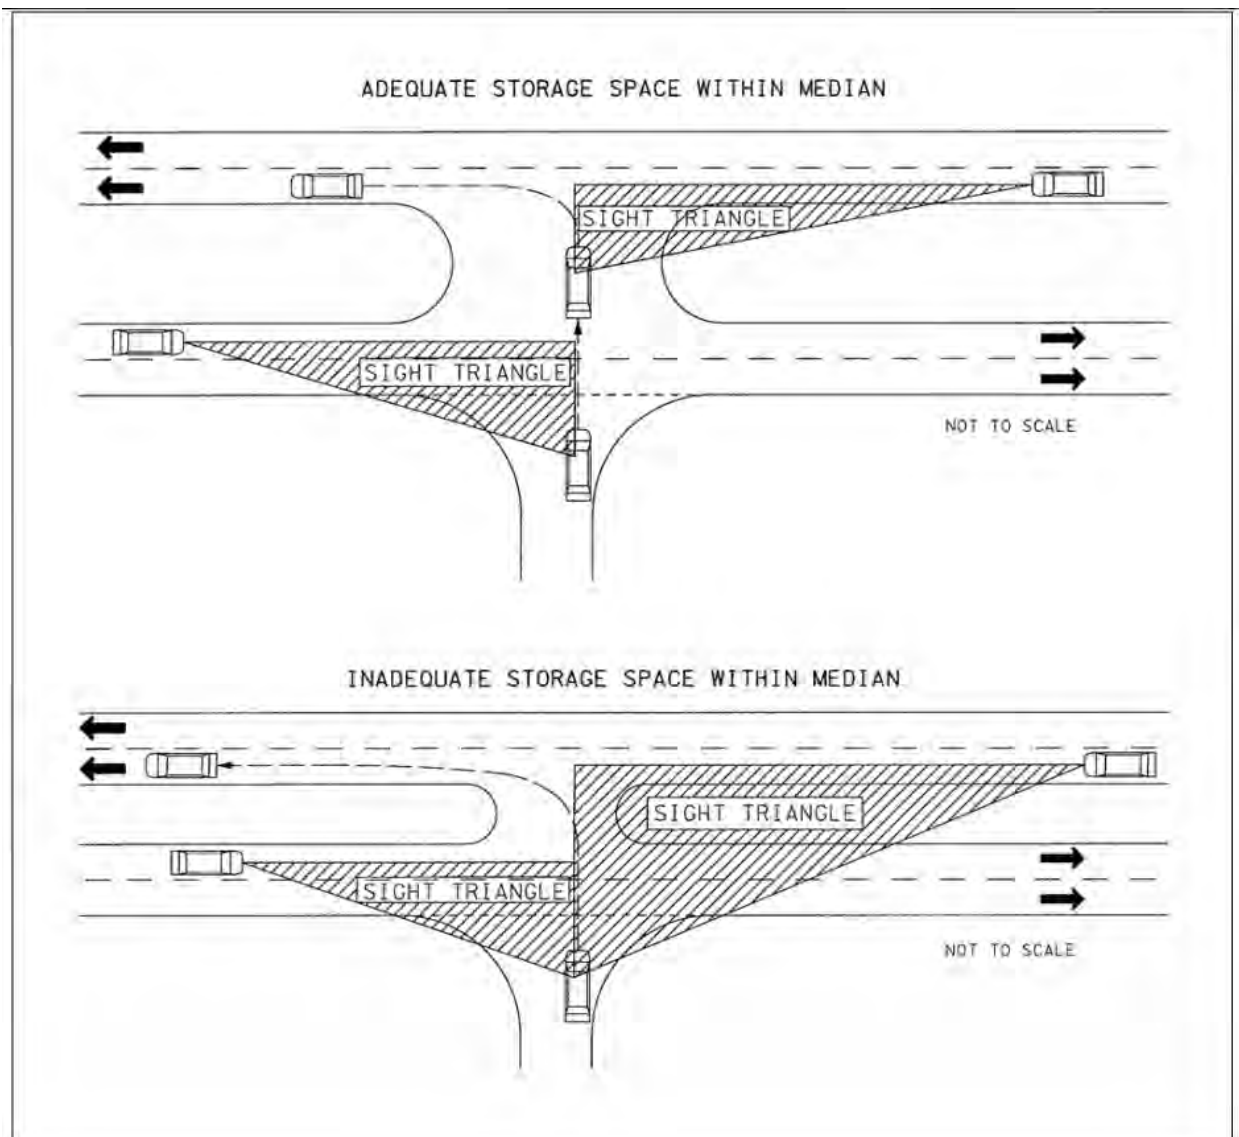 ADEQUATE STORAGE SPACE WITHIN MEDIAN
SIGHT TRIANGLE
SIGHT TRIANGLE
NOT TO SCALE
INADEQUATE STORAGE SPACE WITHIN MEDIAN
SIGHT TRIANGLE
SIGHT TRIANGLE
NOT TO SCALE